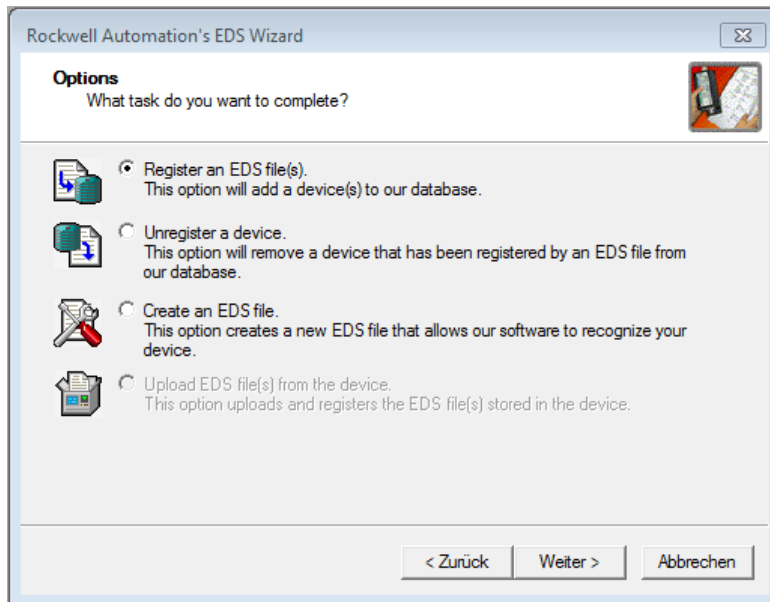 Rockwell Automation's EDS Wizard
Options
What task do you want to complete?
Register an EDS file(s).
This option will add a device(s) to our database.
Unregister a device.
This option will remove a device that has been registered by an EDS file from
our database.
Create an EDS file.
This option creates a new EDS file that allows our software to recognize your
device.
Upload EDS file(s) from the device.
This option uploads and registers the EDS file(s) stored in the device.
< Zurück
Weiter >
Abbrechen